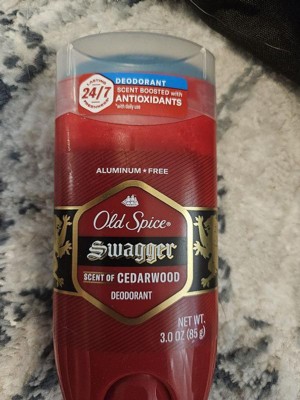 LASTING
24/7
FRESHNESS
DEODORANT
SCENT BOOSTED with
ANTIOXIDANTS
*with daily use
ALUMINUM ★ FREE
Old Spice®
Swagger
SCENT OF CEDARWOOD
DEODORANT
NET WT.
3.0 OZ (85 g)